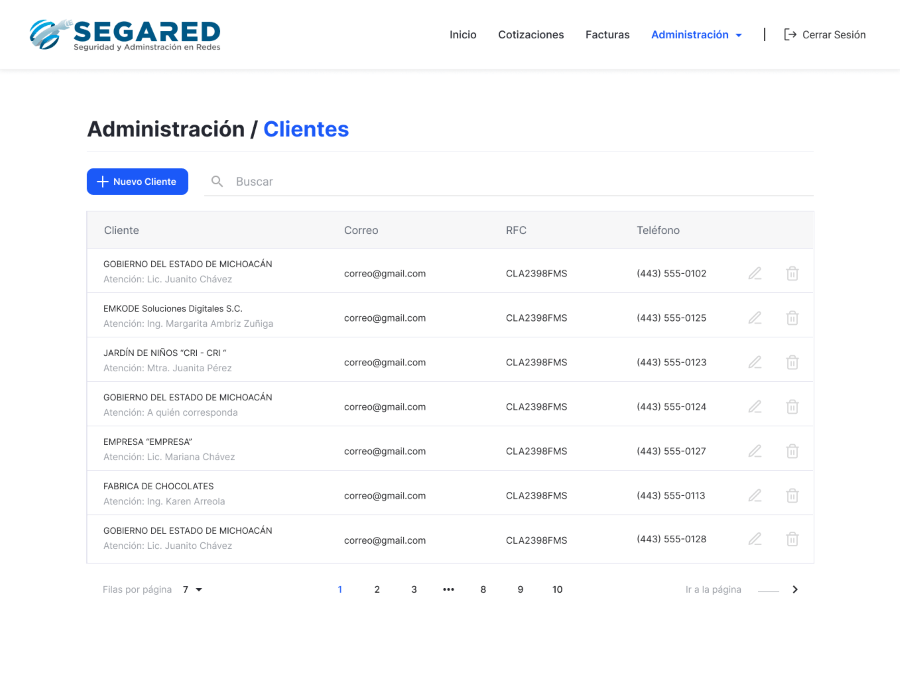 SEGARED
Seguridad y Adminstración en Redes
Inicio Cotizaciones Facturas Administración | Cerrar Sesión
Administración / Clientes
Nuevo Cliente Buscar
Cliente Correo RFC Teléfono
GOBIERNO DEL ESTADO DE MICHOACÁN
Atención: Lic. Juanito Chávez
correo@gmail.com CLA2398FMS (443) 555-0102
EMKODE Soluciones Digitales S.C.
Atención: Ing. Margarita Ambriz Zuñiga
correo@gmail.com CLA2398FMS (443) 555-0125
JARDÍN DE NIÑOS “CRI - CRI “
Atención: Mtra. Juanita Pérez
correo@gmail.com CLA2398FMS (443) 555-0123
GOBIERNO DEL ESTADO DE MICHOACÁN
Atención: A quién corresponda
correo@gmail.com CLA2398FMS (443) 555-0124
EMPRESA “EMPRESA”
Atención: Lic. Mariana Chávez
correo@gmail.com CLA2398FMS (443) 555-0127
FABRICA DE CHOCOLATES
Atención: Ing. Karen Arreola
correo@gmail.com CLA2398FMS (443) 555-0113
GOBIERNO DEL ESTADO DE MICHOACÁN
Atención: Lic. Juanito Chávez
correo@gmail.com CLA2398FMS (443) 555-0128
Filas por página 7 1 2 3 ••• 8 9 10 Ir a la página